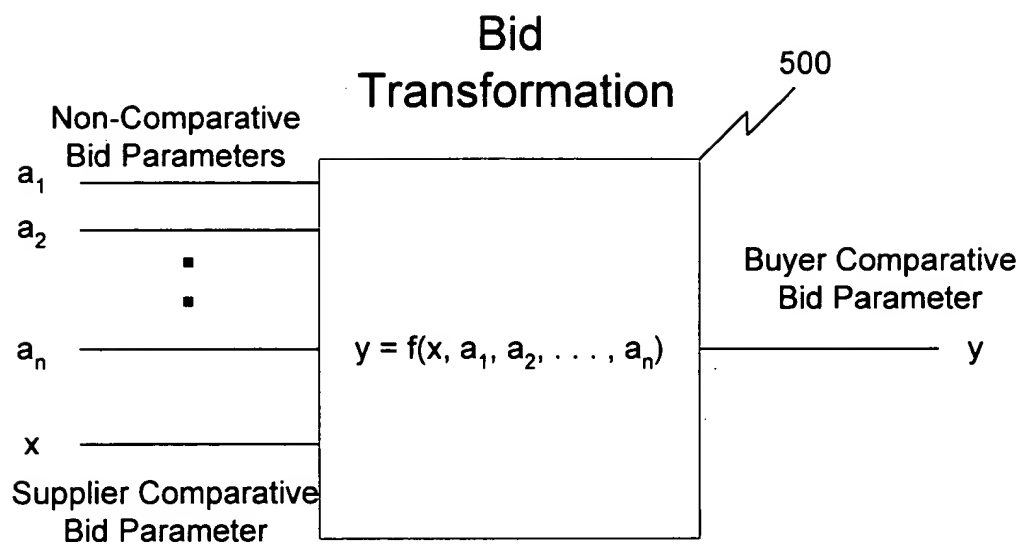 Bid
Transformation
500
Non-Comparative
Bid Parameters
a₁
a₂
aₙ
x
Supplier Comparative
Bid Parameter
y = f(x, a₁, a₂, . . . , aₙ)
Buyer Comparative
Bid Parameter
y